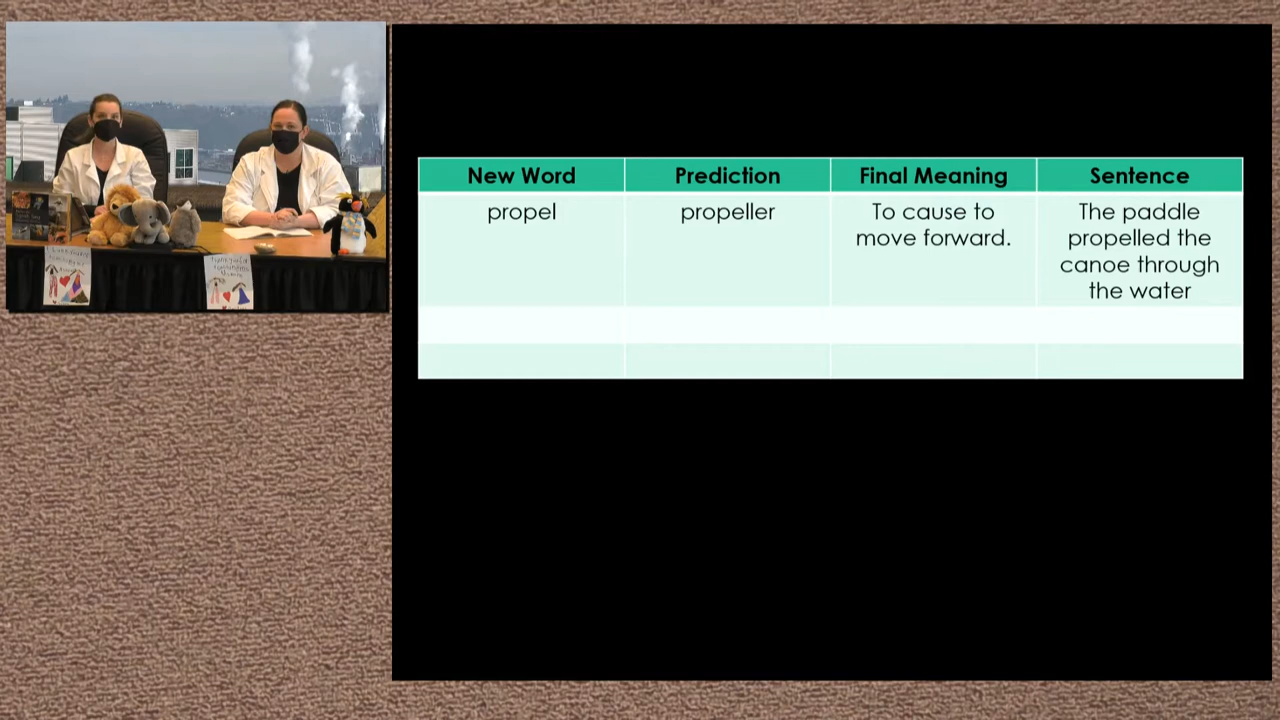 New Word Prediction Final Meaning Sentence
propel propeller To cause to The paddle
move forward. propelled the
canoe through
the water